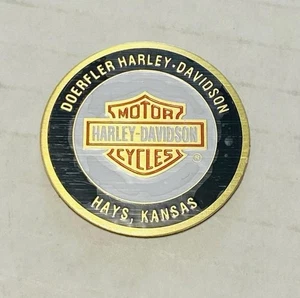 DOERFLER HARLEY-DAVIDSON
MOTOR
HARLEY-DAVIDSON
CYCLES
®
HAYS, KANSAS